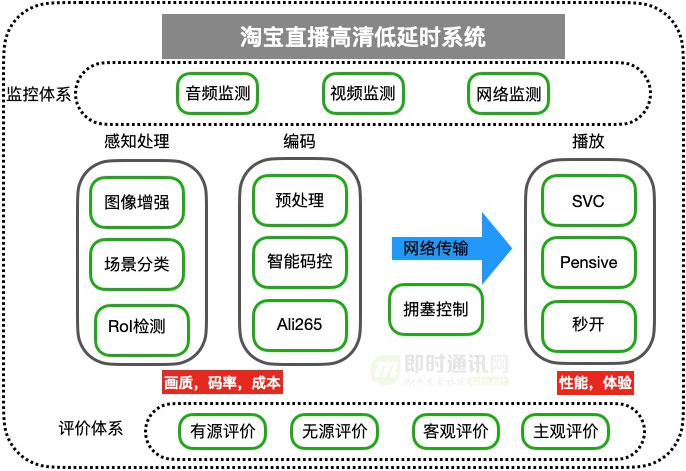 淘宝直播高清低延时系统
监控体系
音频监测
视频监测
网络监测
感知处理
图像增强
场景分类
RoI检测
编码
预处理
智能码控
Ali265
网络传输
拥塞控制
播放
SVC
Pensive
秒开
即时通讯网
画质，码率，成本
性能，体验
评价体系
有源评价
无源评价
客观评价
主观评价